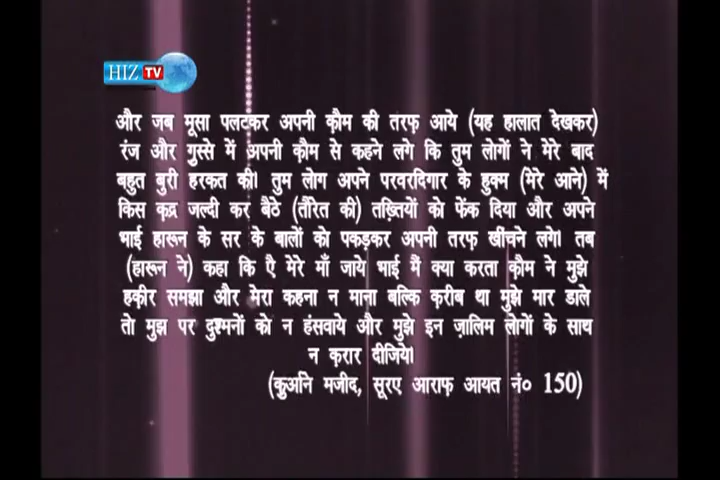 HIZ TV
और जब मूसा पलटकर अपनी क़ौम की तरफ़ आये (यह हालात देखकर)
रंज और गुस्से में अपनी क़ौम से कहने लगे कि तुम लोगों ने मेरे बाद
बहुत बुरी हरकत की। तुम लोग अपने परवरदिगार के हुक्म (मेरे आने) में
किस क़द्र जल्दी कर बैठे (तौरेत की) तख़्तियों को फेंक दिया और अपने
भाई हारून के सर के बालों को पकड़कर अपनी तरफ़ खींचने लगे। तब
(हारून ने) कहा कि ऐ मेरे माँ जाये भाई मैं क्या करता क़ौम ने मुझे
हक़ीर समझा और मेरा कहना न माना बल्कि क़रीब था मुझे मार डाले
तो मुझ पर दुश्मनों को न हंसवाये और मुझे इन ज़ालिम लोगों के साथ
न क़रार दीजिये।
(क़ुर्आने मजीद, सूरए आराफ़ आयत नं० 150)